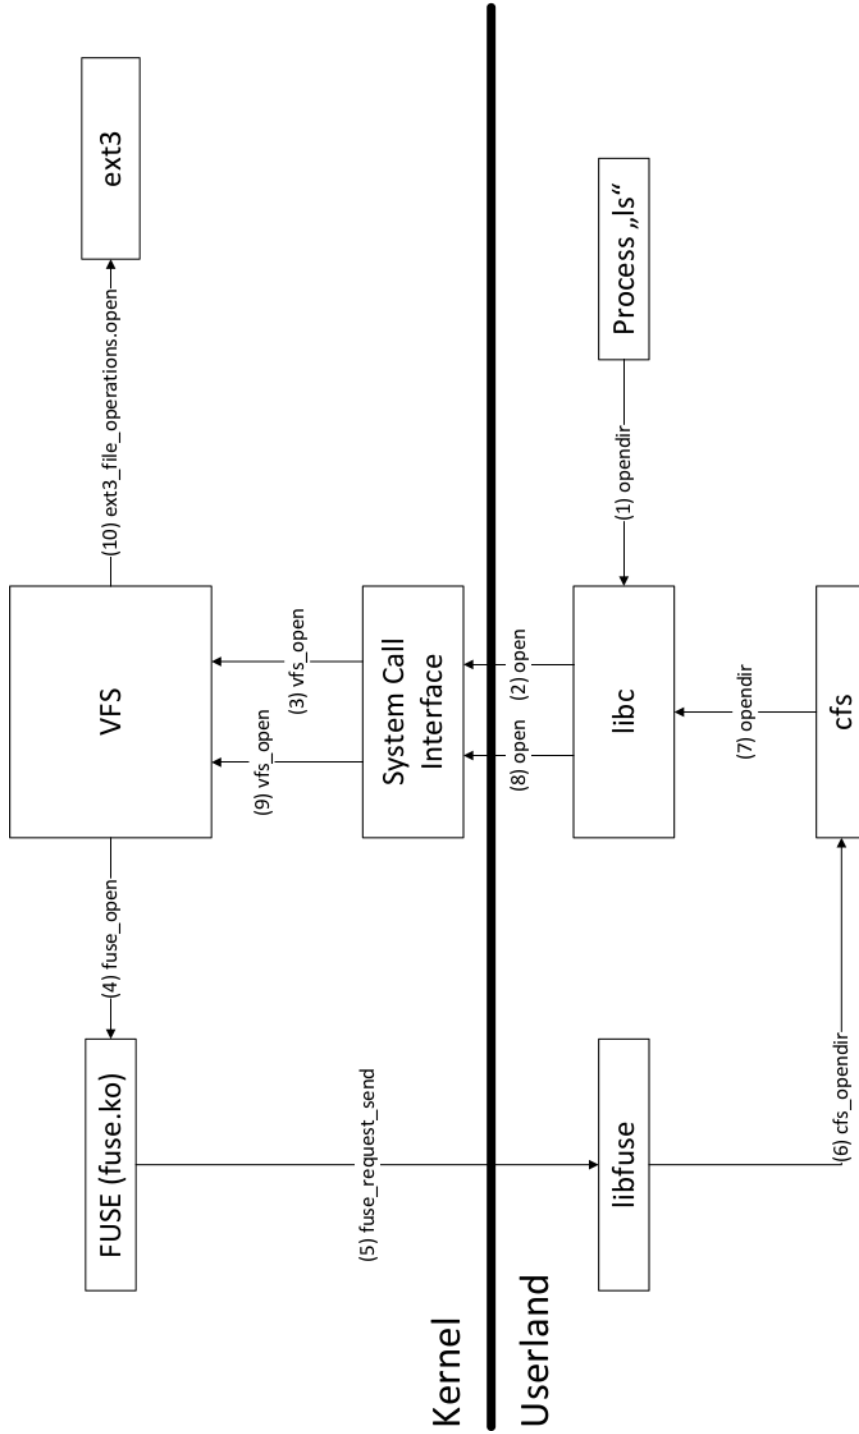 FUSE (fuse.ko)
(4) fuse_open
VFS
(10) ext3_file_operations.open
ext3
(5) fuse_request_send
(9) vfs_open
(3) vfs_open
System Call
Interface
Kernel
Userland
(8) open
(2) open
libfuse
libc
(1) opendir
Process „ls“
(7) opendir
(6) cfs_opendir
cfs